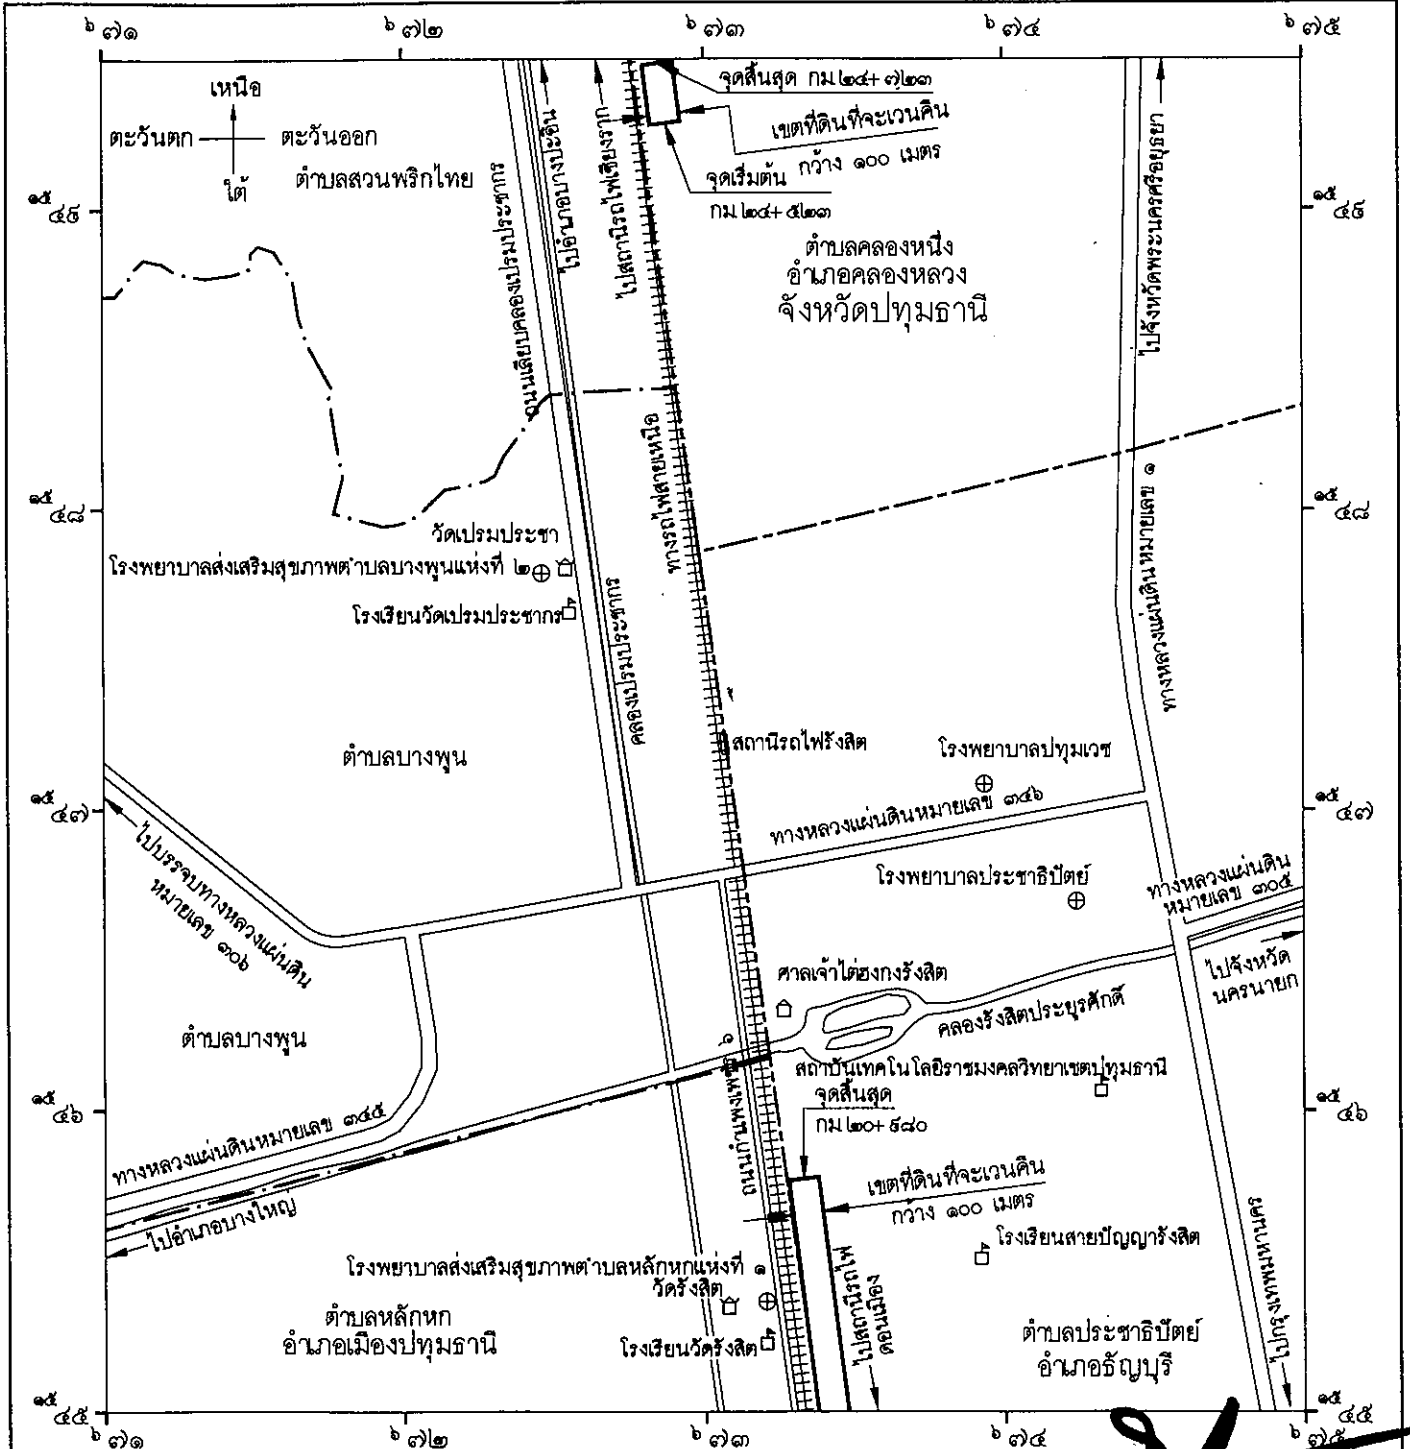 ๖๗๑
๖๗๒
๖๗๓
๖๗๔
๖๗๕
เหนือ
ตะวันตก
ตะวันออก
ใต้
ตำบลสวนพริกไทย
จุดสิ้นสุด กม ๒๔+๗๒๓
เขตที่ดินที่จะเวนคืน
กว้าง ๑๐๐ เมตร
จุดเริ่มต้น
กม ๒๔+๕๒๓
ถนนเลียบคลองเปรมประชากร
ไปอำเภอบางปะอิน
ไปสถานีรถไฟเชียงราก
ไปจังหวัดพระนครศรีอยุธยา
๑๕๔๙
๑๕๔๙
ตำบลคลองหนึ่ง
อำเภอคลองหลวง
จังหวัดปทุมธานี
ทางรถไฟสายเหนือ
ทางหลวงแผ่นดินหมายเลข ๑
๑๕๔๘
๑๕๔๘
วัดเปรมประชา
โรงพยาบาลส่งเสริมสุขภาพตำบลบางพูนแห่งที่ ๒
โรงเรียนวัดเปรมประชากร
คลองเปรมประชากร
ตำบลบางพูน
สถานีรถไฟรังสิต
โรงพยาบาลปทุมเวช
๑๕๔๗
๑๕๔๗
ทางหลวงแผ่นดินหมายเลข ๓๔๖
ไปบรรจบทางหลวงแผ่นดิน
หมายเลข ๓๐๖
โรงพยาบาลประชาธิปัตย์
ทางหลวงแผ่นดิน
หมายเลข ๓๐๕
ไปจังหวัด
นครนายก
ศาลเจ้าไต่ฮงกงรังสิต
คลองรังสิตประยุรศักดิ์
ตำบลบางพูน
ถนนกำแพงเพชร ๖
สถาบันเทคโนโลยีราชมงคลวิทยาเขตปทุมธานี
๑๕๔๖
๑๕๔๖
จุดสิ้นสุด
กม ๒๐+๙๘๐
ทางหลวงแผ่นดินหมายเลข ๓๔๕
ไปอำเภอบางใหญ่
เขตที่ดินที่จะเวนคืน
กว้าง ๑๐๐ เมตร
โรงเรียนสายปัญญารังสิต
โรงพยาบาลส่งเสริมสุขภาพตำบลหลักหกแห่งที่ ๑
วัดรังสิต
โรงเรียนวัดรังสิต
ไปสถานีรถไฟ
ดอนเมือง
ไปกรุงเทพมหานคร
ตำบลหลักหก
อำเภอเมืองปทุมธานี
ตำบลประชาธิปัตย์
อำเภอธัญบุรี
๑๕๔๕
๑๕๔๕
๖๗๑
๖๗๒
๖๗๓
๖๗๔
๖๗๕